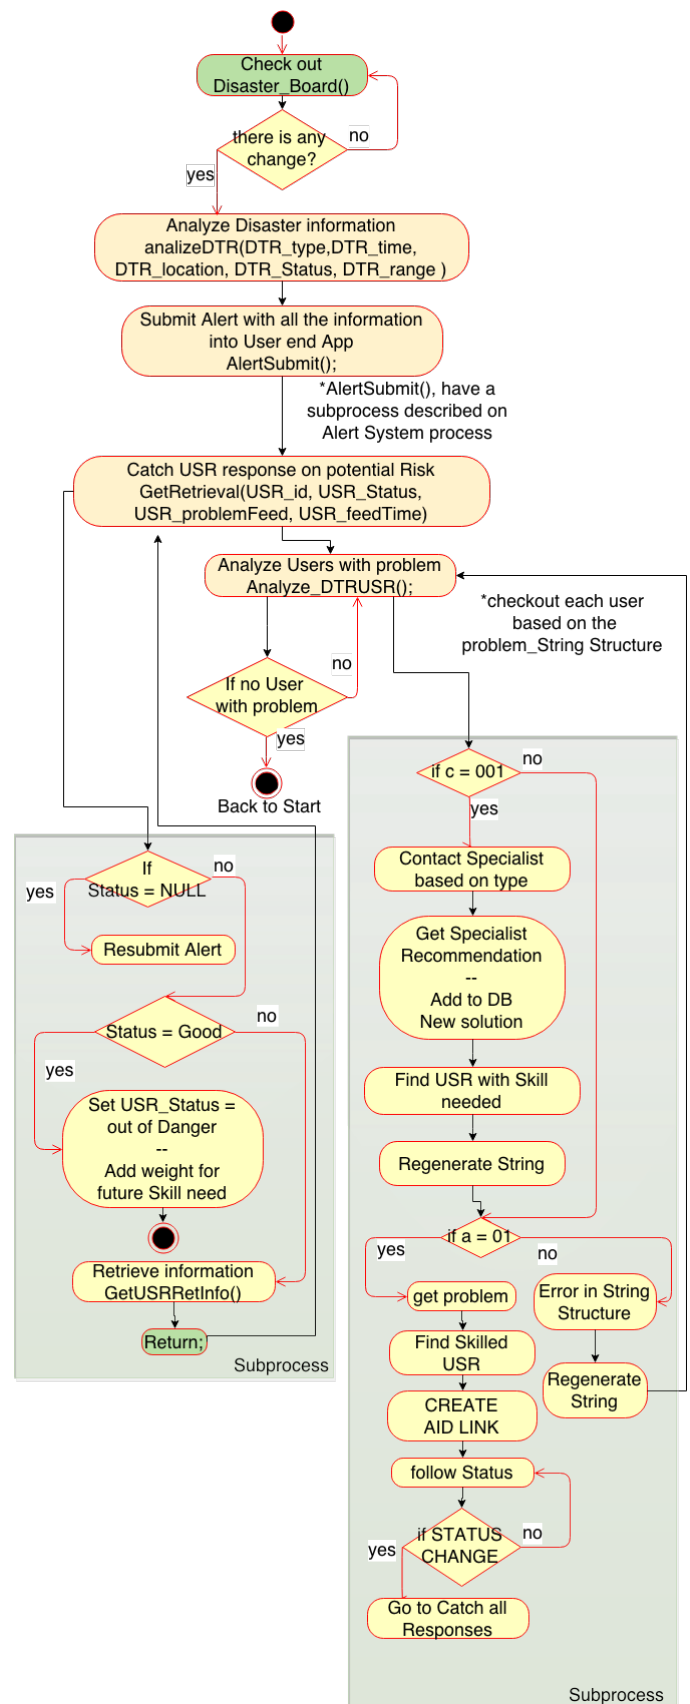 Check out
Disaster_Board()
there is any
change?
no
yes
Analyze Disaster information
analizeDTR(DTR_type,DTR_time,
DTR_location, DTR_Status, DTR_range )
Submit Alert with all the information
into User end App
AlertSubmit();
*AlertSubmit(), have a
subprocess described on
Alert System process
Catch USR response on potential Risk
GetRetrieval(USR_id, USR_Status,
USR_problemFeed, USR_feedTime)
Analyze Users with problem
Analyze_DTRUSR();
*checkout each user
based on the
problem_String Structure
If no User
with problem
no
yes
Back to Start
If
Status = NULL
yes
no
Resubmit Alert
Status = Good
no
yes
Set USR_Status =
out of Danger
--
Add weight for
future Skill need
Retrieve information
GetUSRRetInfo()
Return;
Subprocess
if c = 001
no
yes
Contact Specialist
based on type
Get Specialist
Recommendation
--
Add to DB
New solution
Find USR with Skill
needed
Regenerate String
if a = 01
yes
no
get problem
Error in String
Structure
Find Skilled
USR
Regenerate
String
CREATE
AID LINK
follow Status
if STATUS
CHANGE
no
yes
Go to Catch all
Responses
Subprocess